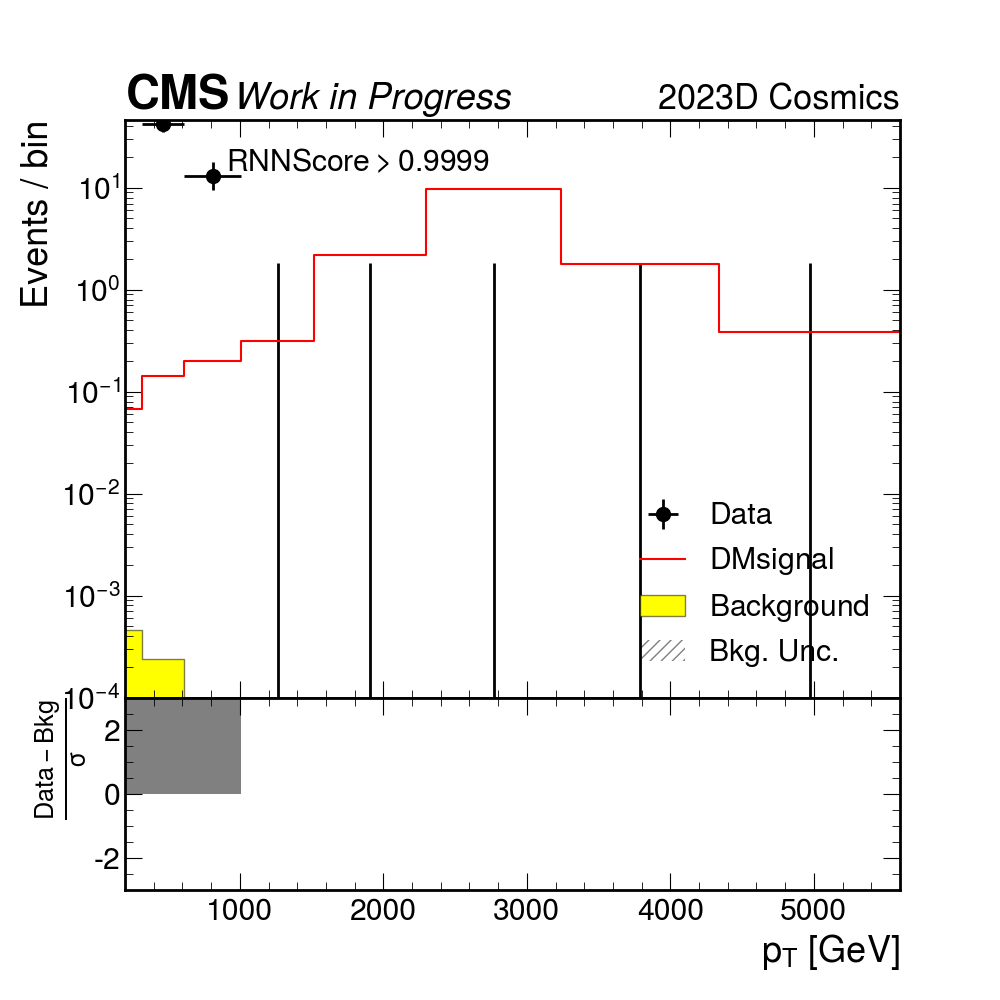 CMS Work in Progress 2023D Cosmics
Events / bin
RNNScore > 0.9999
10¹
10⁰
10⁻¹
10⁻²
10⁻³
10⁻⁴
Data
DMsignal
Background
Bkg. Unc.
Data – Bkg
σ
2
0
-2
1000 2000 3000 4000 5000
p_T [GeV]